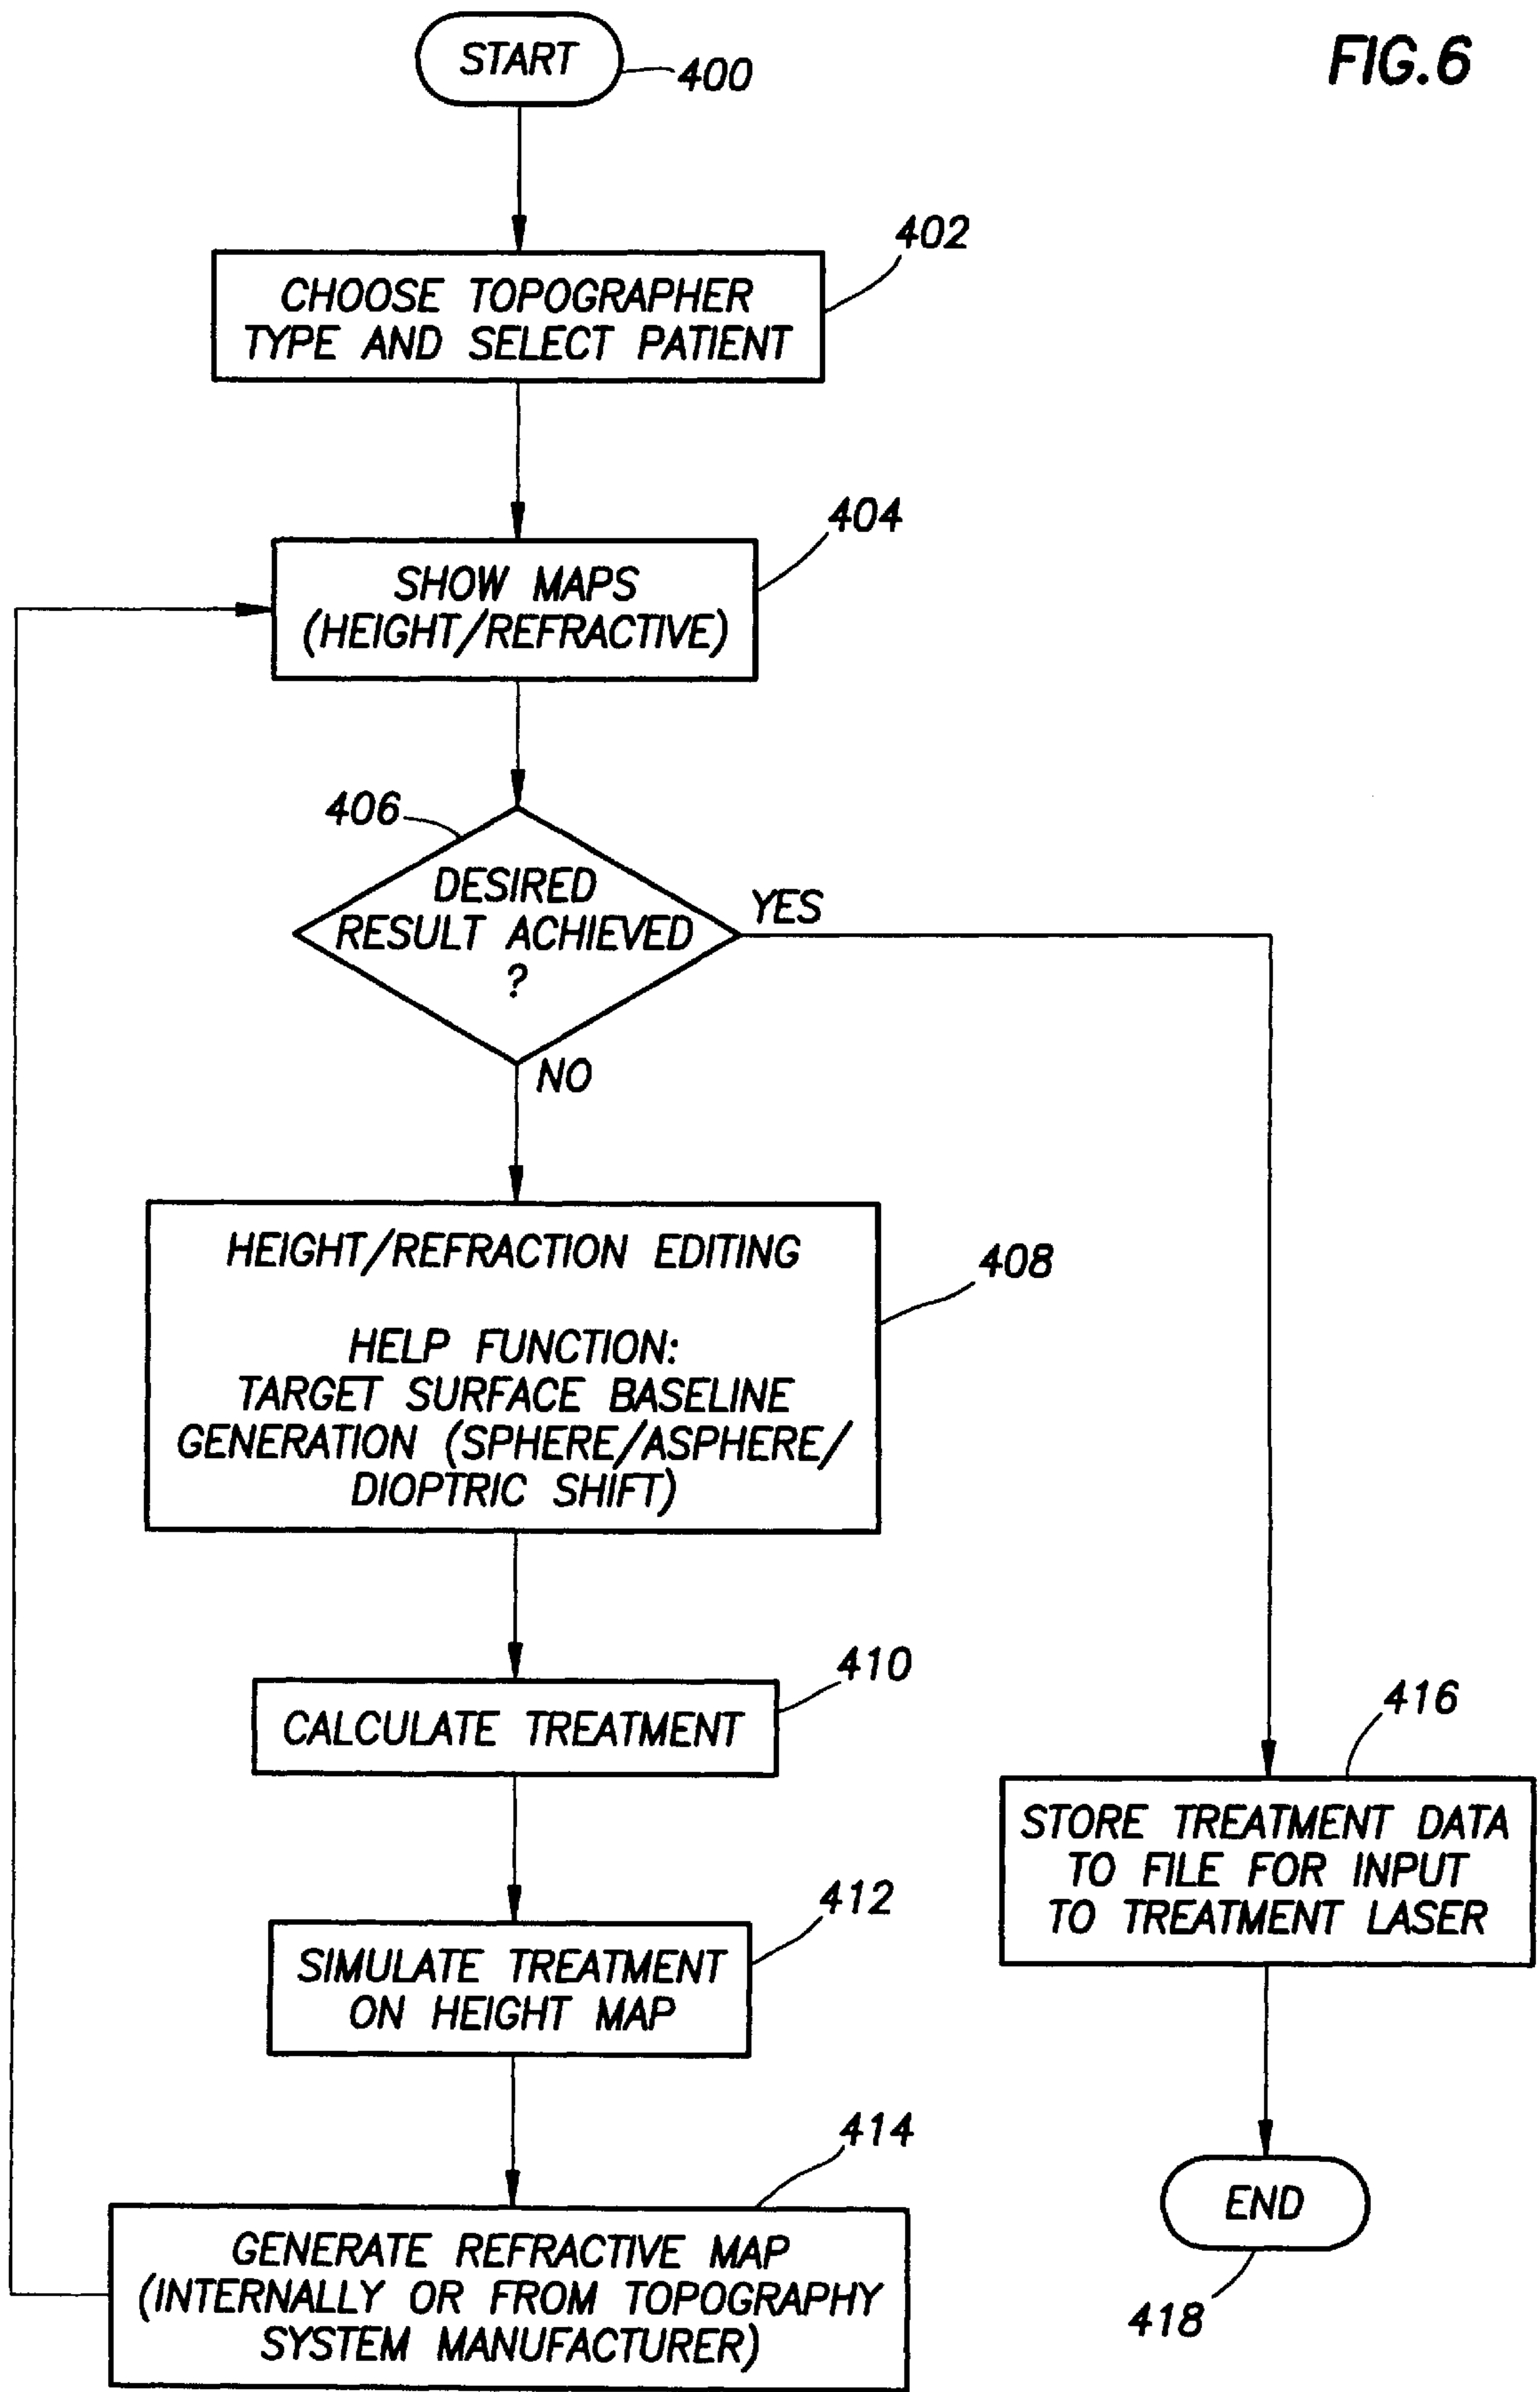 FIG.6
START
400
402
CHOOSE TOPOGRAPHER
TYPE AND SELECT PATIENT
404
SHOW MAPS
(HEIGHT/REFRACTIVE)
406
DESIRED
RESULT ACHIEVED
?
YES
NO
HEIGHT/REFRACTION EDITING
408
HELP FUNCTION:
TARGET SURFACE BASELINE
GENERATION (SPHERE/ASPHERE/
DIOPTRIC SHIFT)
410
CALCULATE TREATMENT
416
STORE TREATMENT DATA
TO FILE FOR INPUT
TO TREATMENT LASER
412
SIMULATE TREATMENT
ON HEIGHT MAP
414
GENERATE REFRACTIVE MAP
(INTERNALLY OR FROM TOPOGRAPHY
SYSTEM MANUFACTURER)
END
418